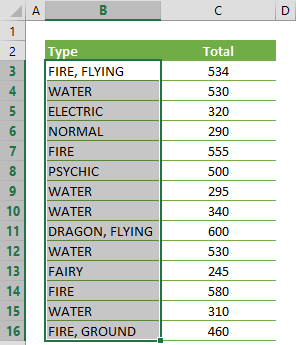 A B C D
1
2 Type Total
3 FIRE, FLYING 534
4 WATER 530
5 ELECTRIC 320
6 NORMAL 290
7 FIRE 555
8 PSYCHIC 500
9 WATER 295
10 WATER 340
11 DRAGON, FLYING 600
12 WATER 530
13 FAIRY 245
14 FIRE 580
15 WATER 310
16 FIRE, GROUND 460